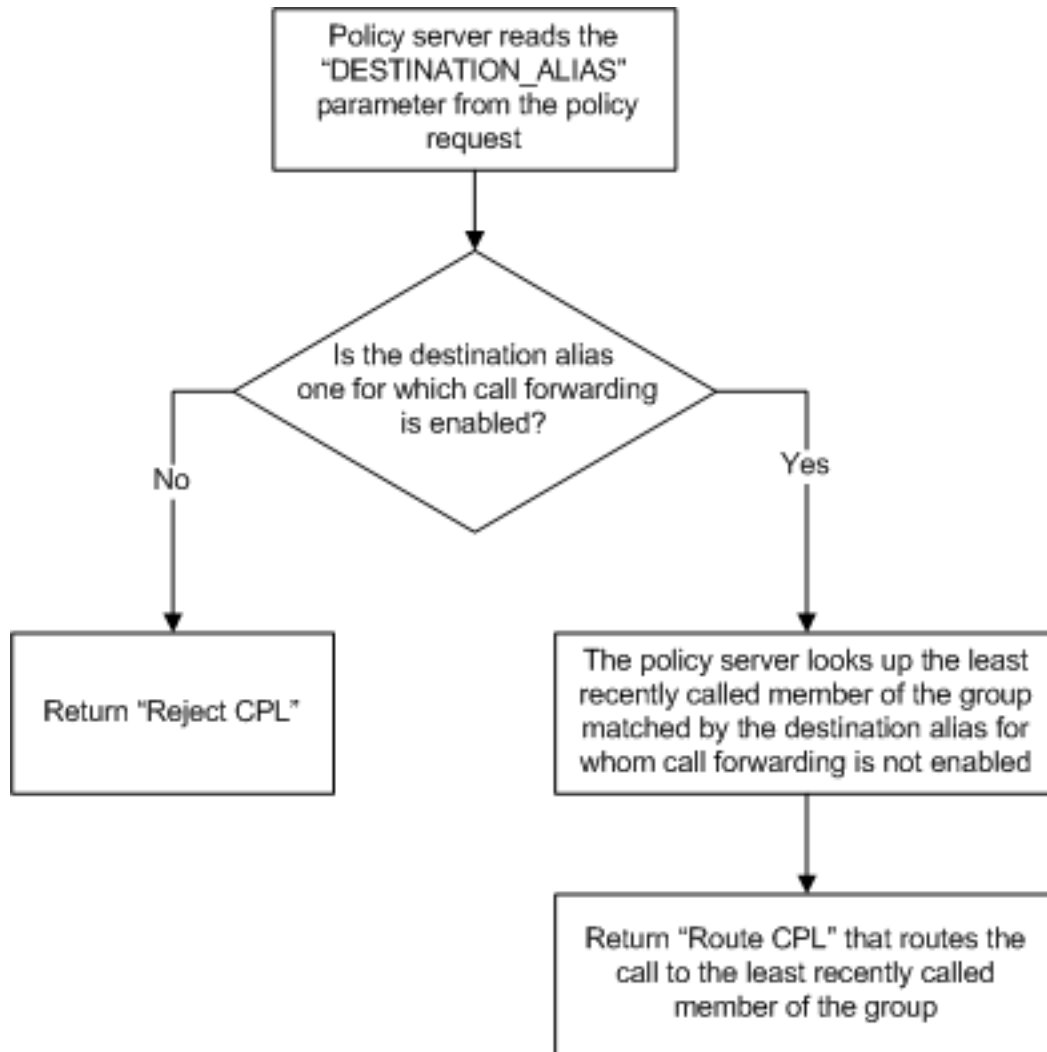 Policy server reads the
“DESTINATION_ALIAS”
parameter from the policy
request
Is the destination alias
one for which call forwarding
is enabled?
No
Yes
Return “Reject CPL”
The policy server looks up the least
recently called member of the group
matched by the destination alias for
whom call forwarding is not enabled
Return “Route CPL” that routes the
call to the least recently called
member of the group